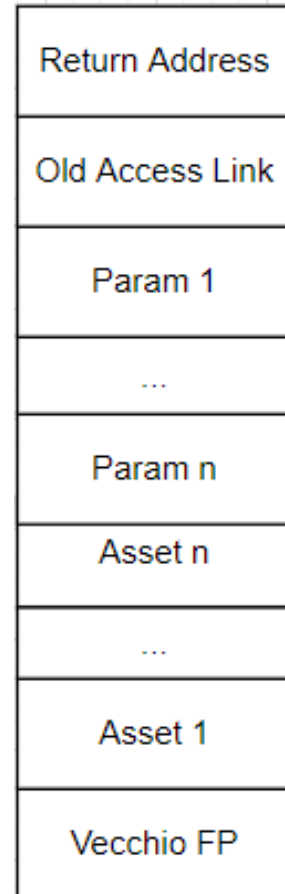 Return Address
Old Access Link
Param 1
...
Param n
Asset n
...
Asset 1
Vecchio FP